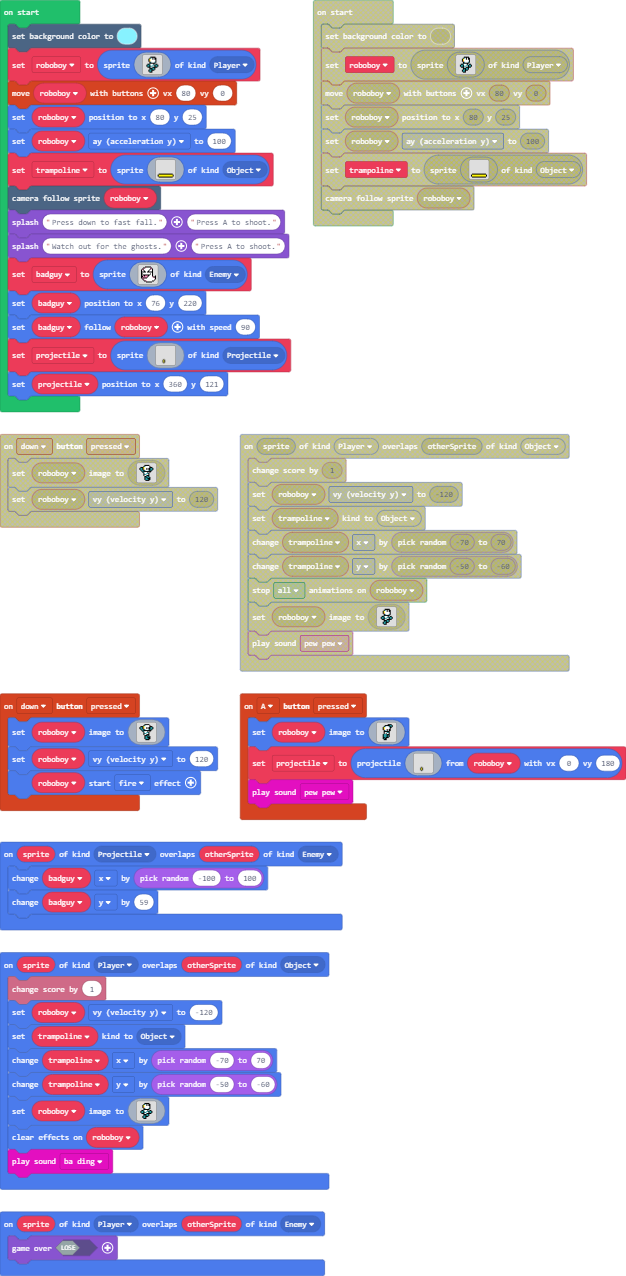 on start
set background color to
set roboboy to sprite of kind Player
move roboboy with buttons + vx 80 vy 0
set roboboy position to x 80 y 25
set roboboy ay (acceleration y) to 100
set trampoline to sprite of kind Object
camera follow sprite roboboy
splash "Press down to fast fall." + "Press A to shoot."
splash "Watch out for the ghosts." + "Press A to shoot."
set badguy to sprite of kind Enemy
set badguy position to x 76 y 220
set badguy follow roboboy + with speed 90
set projectile to sprite of kind Projectile
set projectile position to x 360 y 121
on start
set background color to
set roboboy to sprite of kind Player
move roboboy with buttons + vx 80 vy 0
set roboboy position to x 80 y 25
set roboboy ay (acceleration y) to 100
set trampoline to sprite of kind Object
camera follow sprite roboboy
on down button pressed
set roboboy image to
set roboboy vy (velocity y) to 120
on sprite of kind Player overlaps otherSprite of kind Object
change score by 1
set roboboy vy (velocity y) to -120
set trampoline kind to Object
change trampoline x by pick random -70 to 70
change trampoline y by pick random -50 to -60
stop all animations on roboboy
set roboboy image to
play sound pew pew
on down button pressed
set roboboy image to
set roboboy vy (velocity y) to 120
roboboy start fire effect +
on A button pressed
set roboboy image to
set projectile to projectile from roboboy with vx 0 vy 180
play sound pew pew
on sprite of kind Projectile overlaps otherSprite of kind Enemy
change badguy x by pick random -100 to 100
change badguy y by 59
on sprite of kind Player overlaps otherSprite of kind Object
change score by 1
set roboboy vy (velocity y) to -120
set trampoline kind to Object
change trampoline x by pick random -70 to 70
change trampoline y by pick random -50 to -60
set roboboy image to
clear effects on roboboy
play sound ba ding
on sprite of kind Player overlaps otherSprite of kind Enemy
game over LOSE +